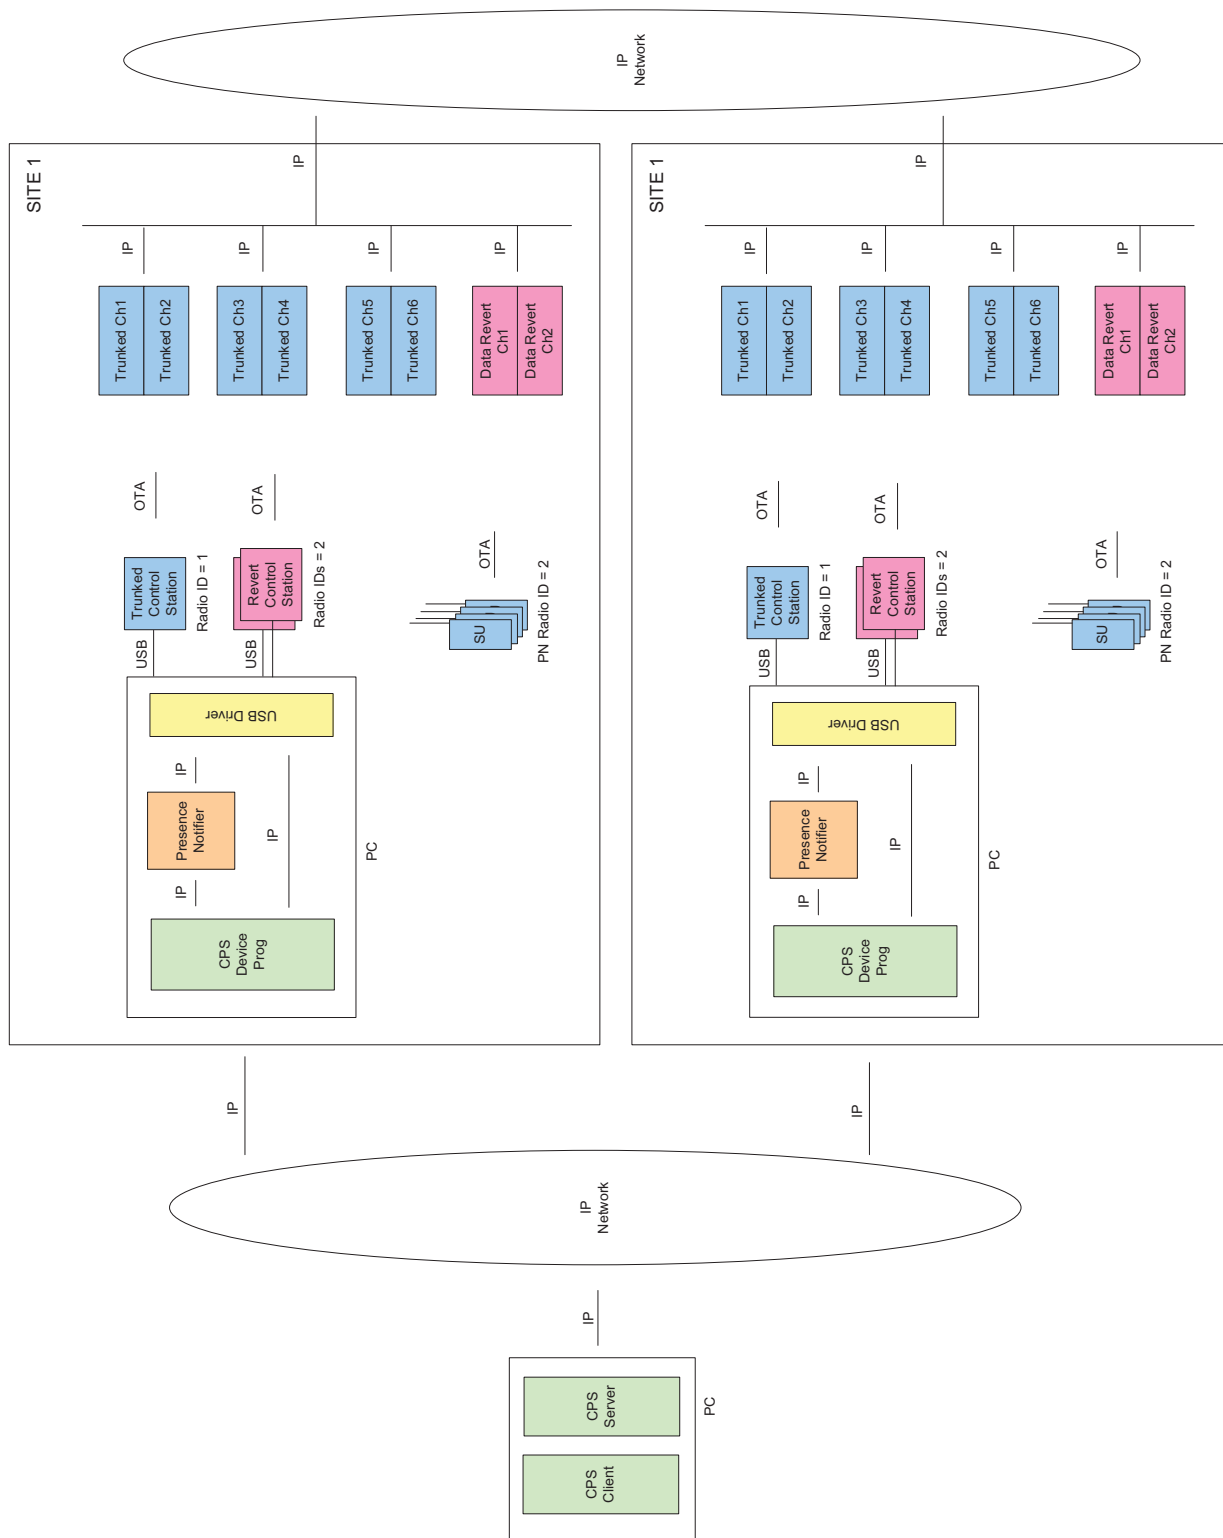 IP
Network
SITE 1
IP
IP
IP
IP
IP
Trunked Ch1
Trunked Ch2
Trunked Ch3
Trunked Ch4
Trunked Ch5
Trunked Ch6
Data Revert
Ch1
Data Revert
Ch2
OTA
OTA
OTA
Trunked
Control
Station
Radio ID = 1
Revert
Control
Station
Radio IDs = 2
SU
PN Radio ID = 2
USB
USB
USB Driver
IP
Presence
Notifier
IP
IP
CPS
Device
Prog
PC
SITE 1
IP
IP
IP
IP
IP
Trunked Ch1
Trunked Ch2
Trunked Ch3
Trunked Ch4
Trunked Ch5
Trunked Ch6
Data Revert
Ch1
Data Revert
Ch2
OTA
OTA
OTA
Trunked
Control
Station
Radio ID = 1
Revert
Control
Station
Radio IDs = 2
SU
PN Radio ID = 2
USB
USB
USB Driver
IP
Presence
Notifier
IP
IP
CPS
Device
Prog
PC
IP
IP
IP
Network
IP
CPS
Server
CPS
Client
PC